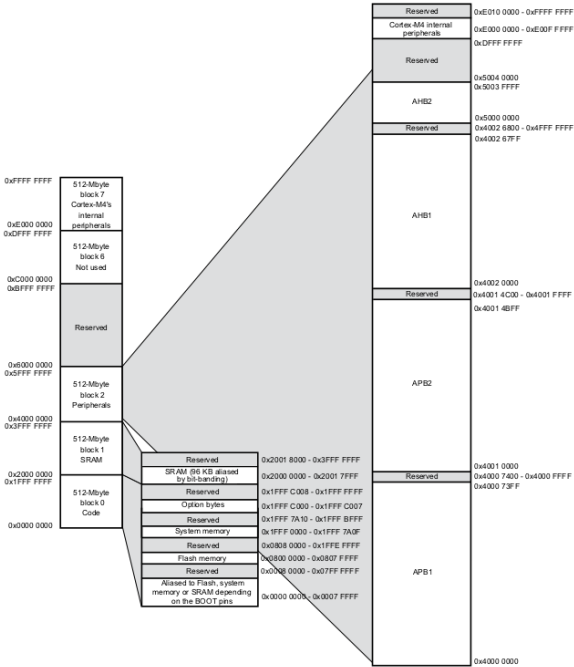 Reserved
0xE010 0000 - 0xFFFF FFFF
Cortex-M4 internal
peripherals
0xE000 0000 - 0xE00F FFFF
0xDFFF FFFF
Reserved
0x5004 0000
0x5003 FFFF
AHB2
0x5000 0000
Reserved
0x4002 6800 - 0x4FFF FFFF
0x4002 67FF
AHB1
0x4002 0000
Reserved
0x4001 4C00 - 0x4001 FFFF
0x4001 4BFF
APB2
0x4001 0000
Reserved
0x4000 7400 - 0x4000 FFFF
0x4000 73FF
APB1
0x4000 0000
0xFFFF FFFF
512-Mbyte
block 7
Cortex-M4's
internal
peripherals
0xE000 0000
0xDFFF FFFF
512-Mbyte
block 6
Not used
0xC000 0000
0xBFFF FFFF
Reserved
0x6000 0000
0x5FFF FFFF
512-Mbyte
block 2
Peripherals
0x4000 0000
0x3FFF FFFF
512-Mbyte
block 1
SRAM
0x2000 0000
0x1FFF FFFF
512-Mbyte
block 0
Code
0x0000 0000
Reserved
0x2001 8000 - 0x3FFF FFFF
SRAM (96 KB aliased
by bit-banding)
0x2000 0000 - 0x2001 7FFF
Reserved
0x1FFF C008 - 0x1FFF FFFF
Option bytes
0x1FFF C000 - 0x1FFF C007
Reserved
0x1FFF 7A10 - 0x1FFF BFFF
System memory
0x1FFF 0000 - 0x1FFF 7A0F
Reserved
0x0808 0000 - 0x1FFE FFFF
Flash memory
0x0800 0000 - 0x0807 FFFF
Reserved
0x0008 0000 - 0x07FF FFFF
Aliased to Flash, system
memory or SRAM depending
on the BOOT pins
0x0000 0000 - 0x0007 FFFF